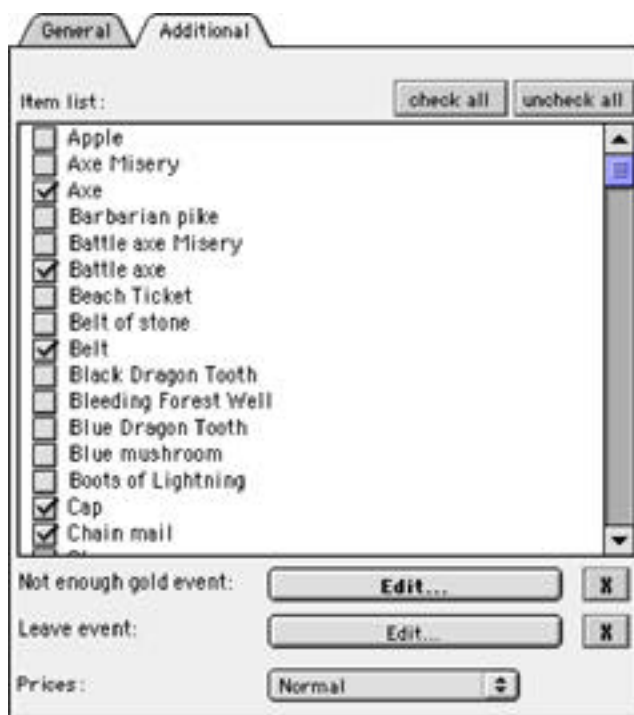 General Additional
Item list: check all uncheck all
Apple
Axe Misery
Axe
Barbarian pike
Battle axe Misery
Battle axe
Beach Ticket
Belt of stone
Belt
Black Dragon Tooth
Bleeding Forest Well
Blue Dragon Tooth
Blue mushroom
Boots of Lightning
Cap
Chain mail
Not enough gold event: Edit... X
Leave event: Edit... X
Prices: Normal